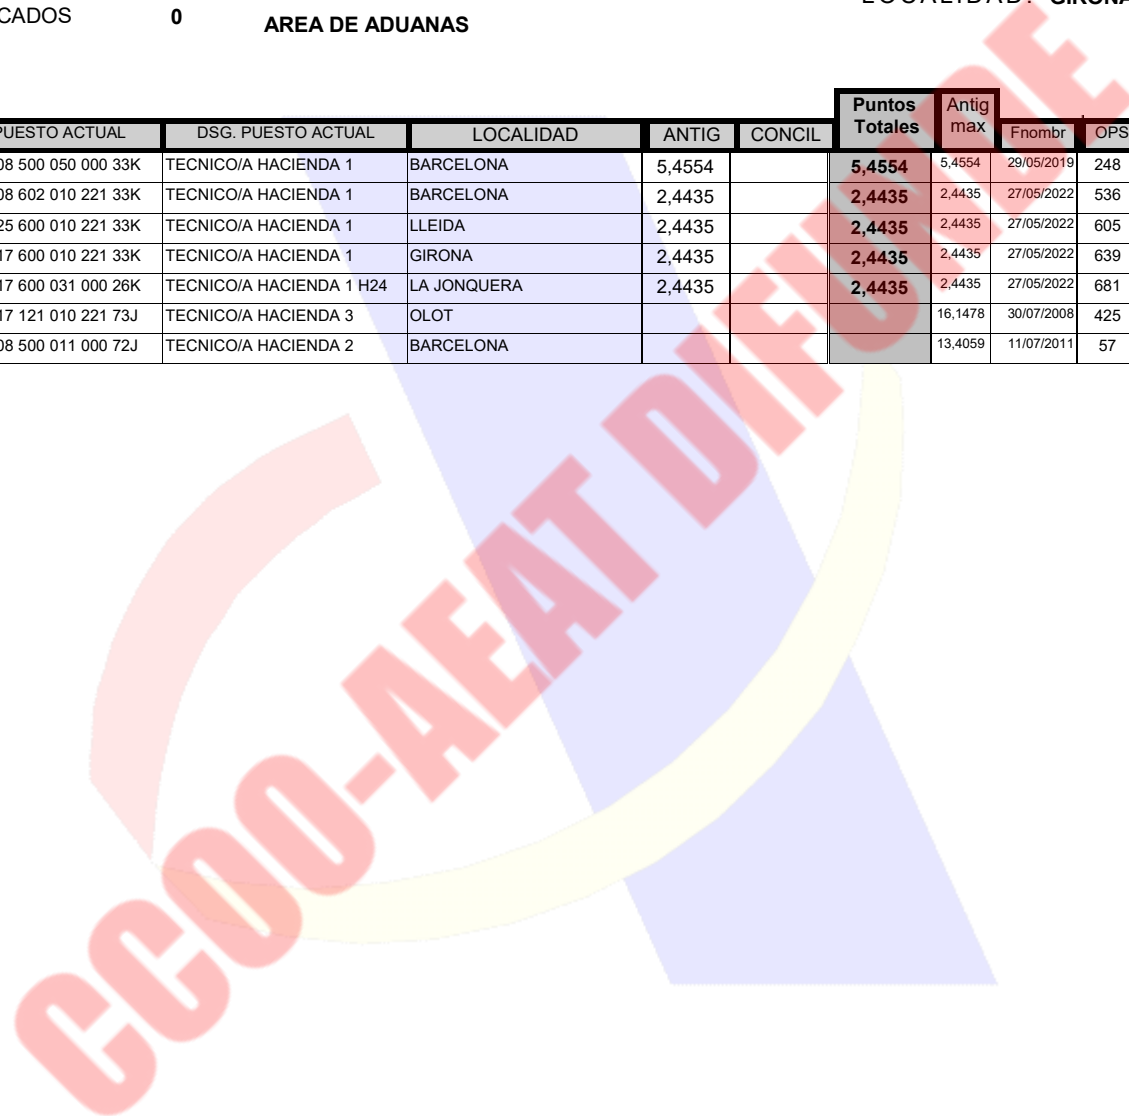 CADOS 0 AREA DE ADUANAS LOCALIDAD: GIRONA
PUESTO ACTUAL DSG. PUESTO ACTUAL LOCALIDAD ANTIG CONCIL Puntos Totales Antig max Fnombr OPS
08 500 050 000 33K TECNICO/A HACIENDA 1 BARCELONA 5,4554 5,4554 5,4554 29/05/2019 248
08 602 010 221 33K TECNICO/A HACIENDA 1 BARCELONA 2,4435 2,4435 2,4435 27/05/2022 536
25 600 010 221 33K TECNICO/A HACIENDA 1 LLEIDA 2,4435 2,4435 2,4435 27/05/2022 605
17 600 010 221 33K TECNICO/A HACIENDA 1 GIRONA 2,4435 2,4435 2,4435 27/05/2022 639
17 600 031 000 26K TECNICO/A HACIENDA 1 H24 LA JONQUERA 2,4435 2,4435 2,4435 27/05/2022 681
17 121 010 221 73J TECNICO/A HACIENDA 3 OLOT 16,1478 30/07/2008 425
08 500 011 000 72J TECNICO/A HACIENDA 2 BARCELONA 13,4059 11/07/2011 57
CCOO-AEAT DIFUNDE